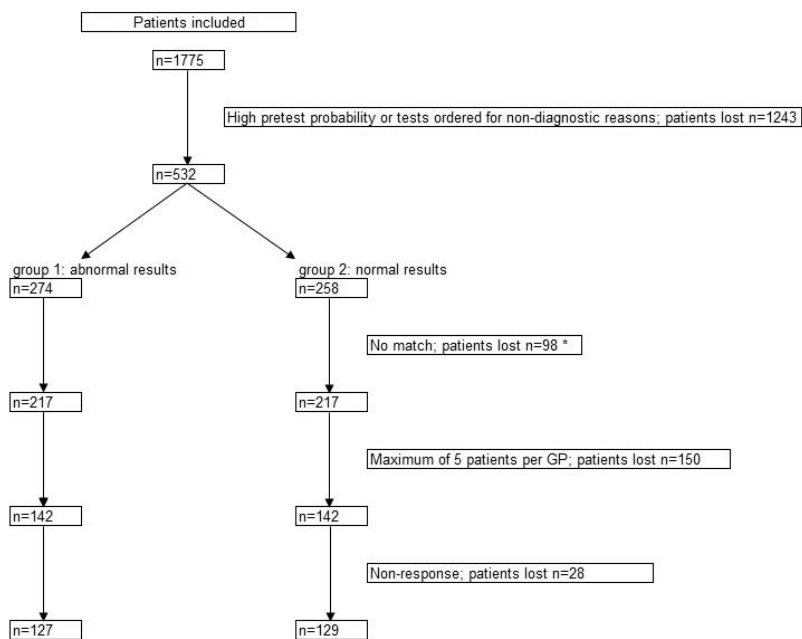 Patients included
n=1775
High pretest probability or tests ordered for non-diagnostic reasons; patients lost n=1243
n=532
group 1: abnormal results
group 2: normal results
n=274
n=258
No match; patients lost n=98 *
n=217
n=217
Maximum of 5 patients per GP; patients lost n=150
n=142
n=142
Non-response; patients lost n=28
n=127
n=129